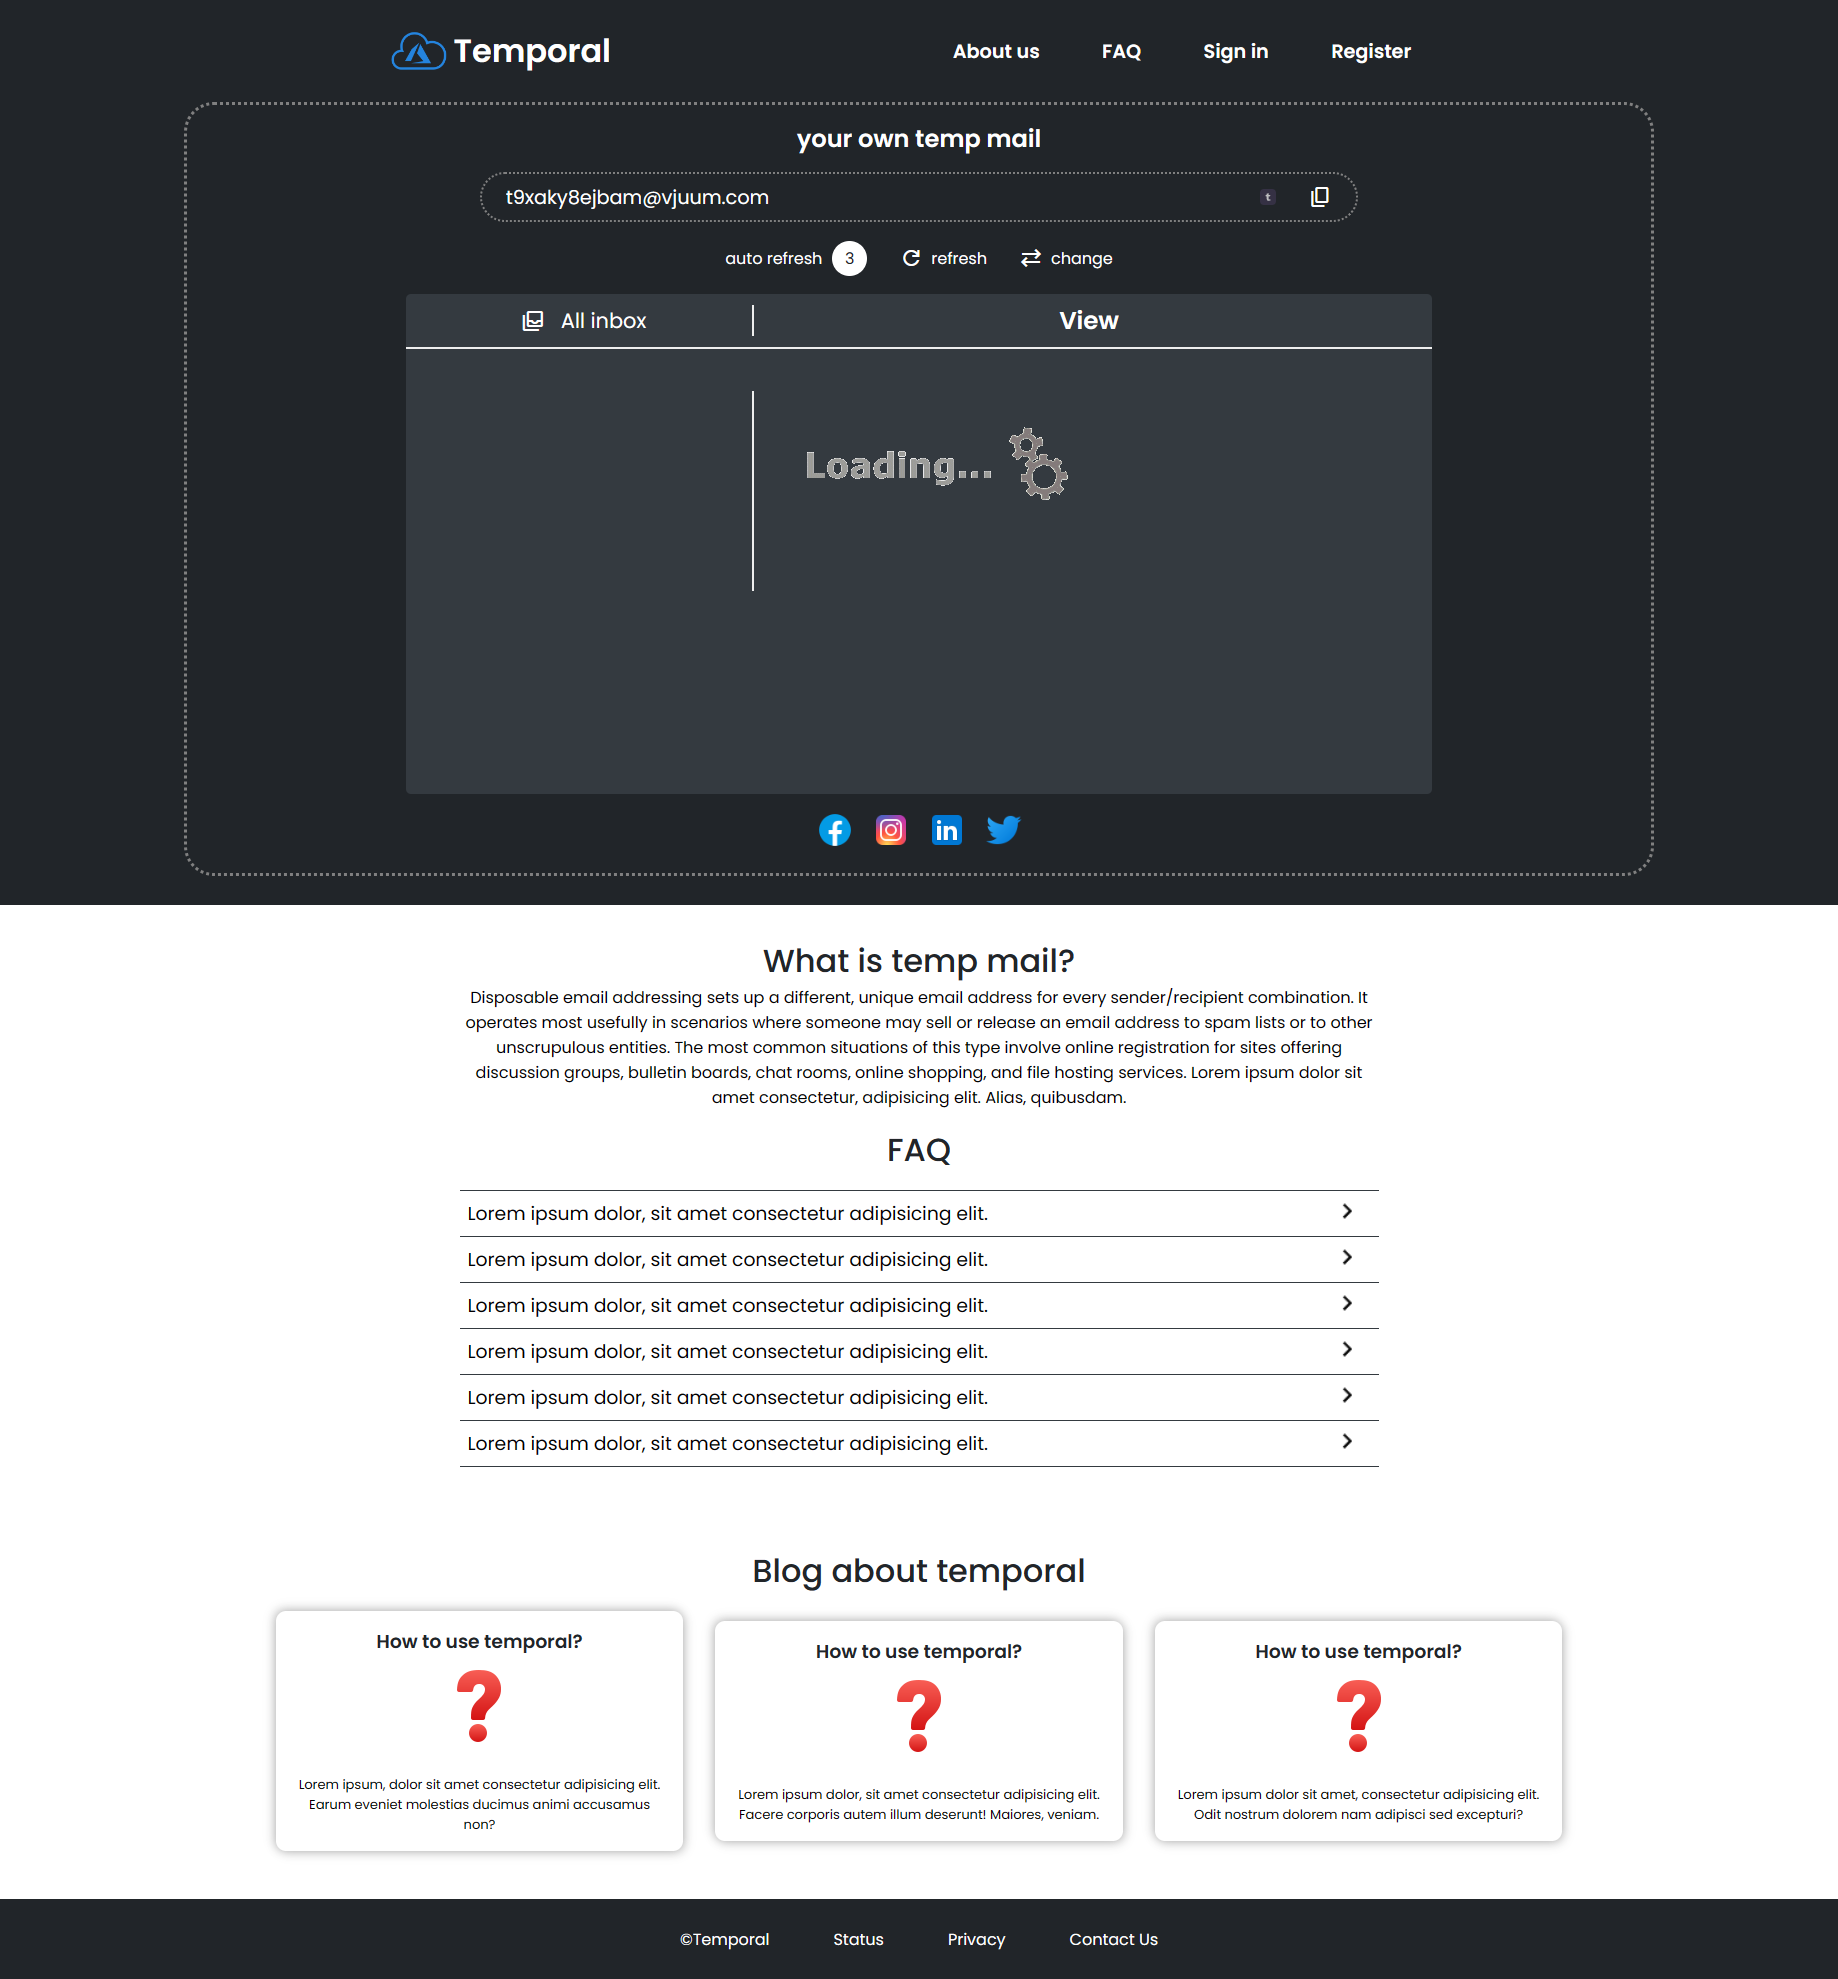 Temporal
About us
FAQ
Sign in
Register
your own temp mail
t9xaky8ejbam@vjuum.com
t
auto refresh
3
refresh
change
All inbox
View
Loading...
What is temp mail?
Disposable email addressing sets up a different, unique email address for every sender/recipient combination. It
operates most usefully in scenarios where someone may sell or release an email address to spam lists or to other
unscrupulous entities. The most common situations of this type involve online registration for sites offering
discussion groups, bulletin boards, chat rooms, online shopping, and file hosting services. Lorem ipsum dolor sit
amet consectetur, adipisicing elit. Alias, quibusdam.
FAQ
Lorem ipsum dolor, sit amet consectetur adipisicing elit.
Lorem ipsum dolor, sit amet consectetur adipisicing elit.
Lorem ipsum dolor, sit amet consectetur adipisicing elit.
Lorem ipsum dolor, sit amet consectetur adipisicing elit.
Lorem ipsum dolor, sit amet consectetur adipisicing elit.
Lorem ipsum dolor, sit amet consectetur adipisicing elit.
Blog about temporal
How to use temporal?
Lorem ipsum, dolor sit amet consectetur adipisicing elit.
Earum eveniet molestias ducimus animi accusamus
non?
How to use temporal?
Lorem ipsum dolor, sit amet consectetur adipisicing elit.
Facere corporis autem illum deserunt! Maiores, veniam.
How to use temporal?
Lorem ipsum dolor sit amet, consectetur adipisicing elit.
Odit nostrum dolorem nam adipisci sed excepturi?
©Temporal
Status
Privacy
Contact Us